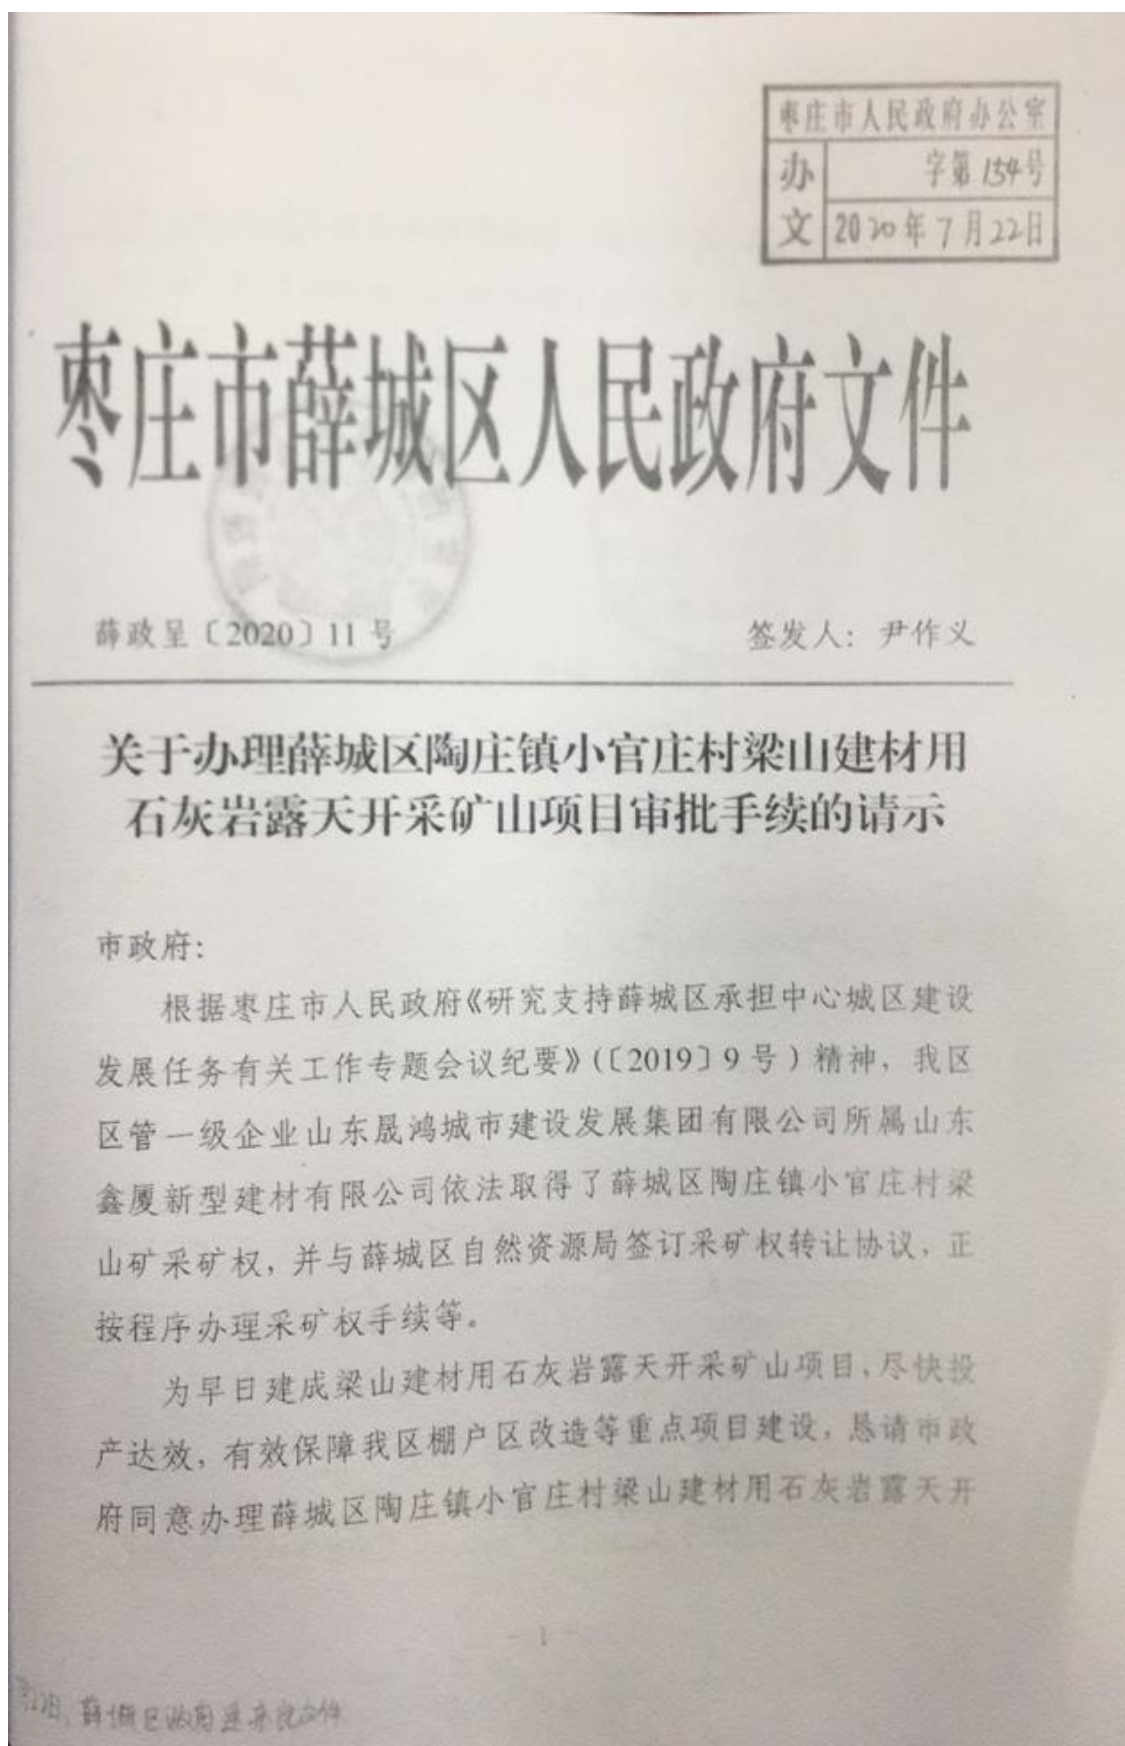 枣庄市人民政府办公室
办文
字第154号
2020年7月22日
枣庄市薛城区人民政府文件
薛政呈〔2020〕11号
签发人：尹作义
关于办理薛城区陶庄镇小官庄村梁山建材用
石灰岩露天开采矿山项目审批手续的请示
市政府：
根据枣庄市人民政府《研究支持薛城区承担中心城区建设
发展任务有关工作专题会议纪要》（〔2019〕9号）精神，我区
区管一级企业山东晟鸿城市建设发展集团有限公司所属山东
鑫厦新型建材有限公司依法取得了薛城区陶庄镇小官庄村梁
山矿采矿权，并与薛城区自然资源局签订采矿权转让协议，正
按程序办理采矿权手续等。
为早日建成梁山建材用石灰岩露天开采矿山项目，尽快投
产达效，有效保障我区棚户区改造等重点项目建设，恳请市政
府同意办理薛城区陶庄镇小官庄村梁山建材用石灰岩露天开
- 1 -
22日，薛城区政府送来此文件